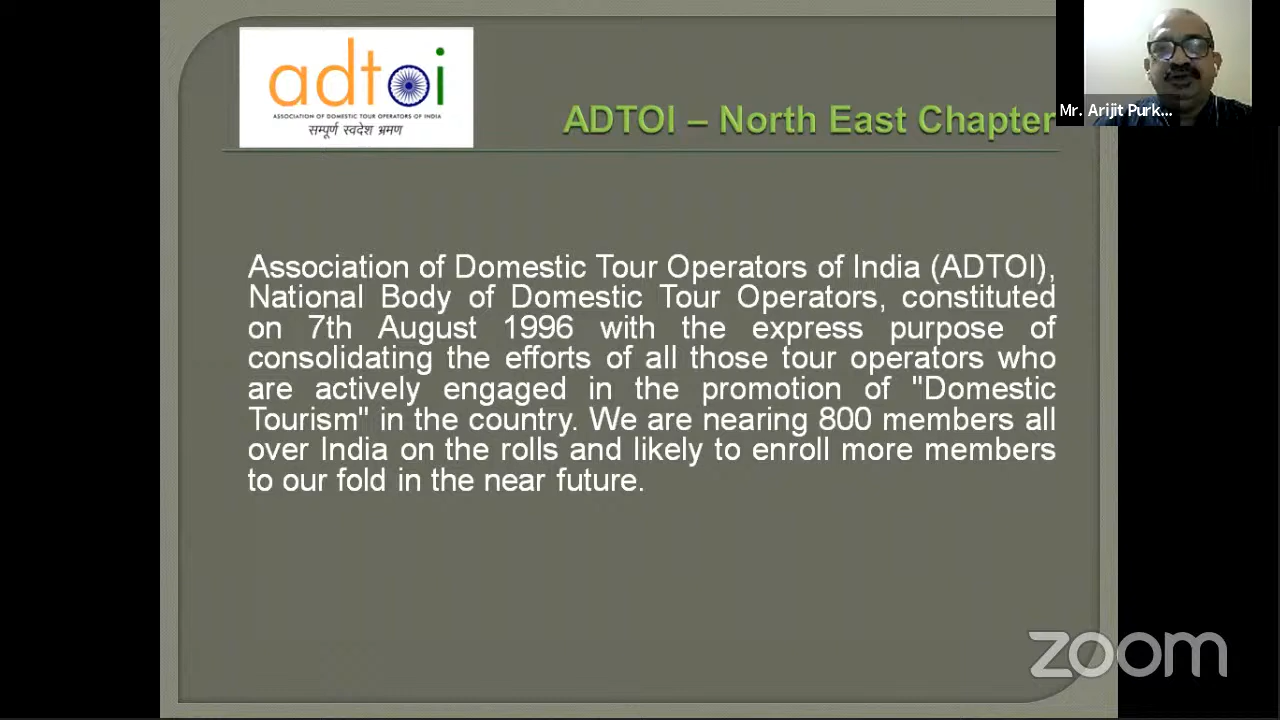 adtoi
ASSOCIATION OF DOMESTIC TOUR OPERATORS OF INDIA
सम्पूर्ण स्वदेश भ्रमण
ADTOI – North East Chapter
Mr. Arijit Purk...
Association of Domestic Tour Operators of India (ADTOI),
National Body of Domestic Tour Operators, constituted
on 7th August 1996 with the express purpose of
consolidating the efforts of all those tour operators who
are actively engaged in the promotion of "Domestic
Tourism" in the country. We are nearing 800 members all
over India on the rolls and likely to enroll more members
to our fold in the near future.
zoom